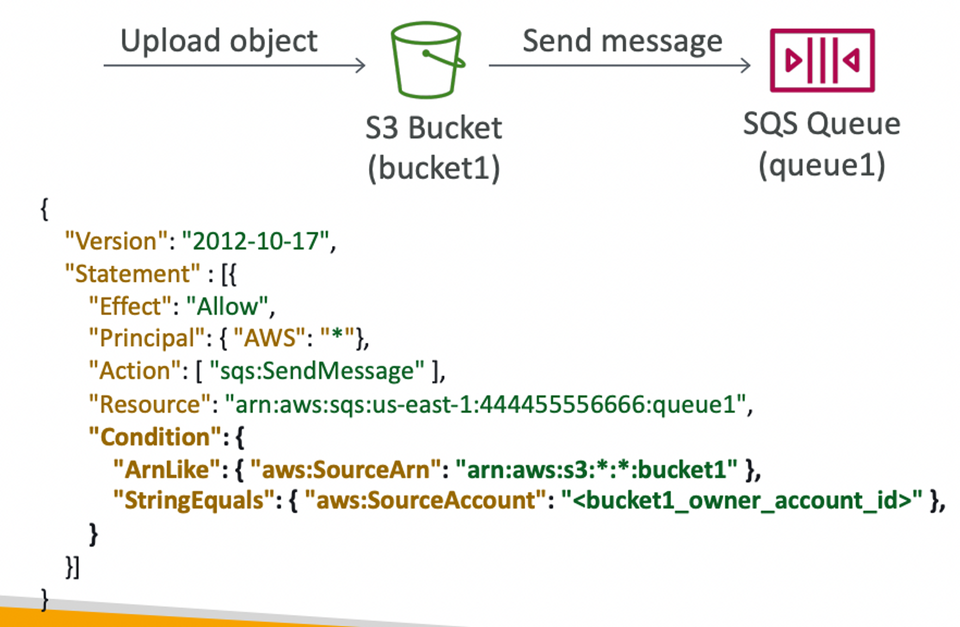 Upload object
Send message
S3 Bucket
(bucket1)
SQS Queue
(queue1)
{
"Version": "2012-10-17",
"Statement" : [{
"Effect": "Allow",
"Principal": { "AWS": "*"},
"Action": [ "sqs:SendMessage" ],
"Resource": "arn:aws:sqs:us-east-1:444455556666:queue1",
"Condition": {
"ArnLike": { "aws:SourceArn": "arn:aws:s3:*:*:bucket1" },
"StringEquals": { "aws:SourceAccount": "<bucket1_owner_account_id>" },
}
}]
}